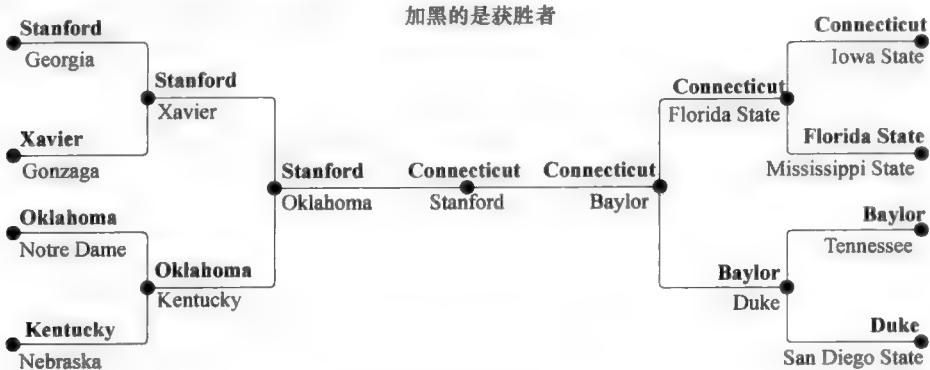 加黑的是获胜者
Stanford
Georgia
Stanford
Xavier
Xavier
Gonzaga
Stanford
Oklahoma
Oklahoma
Notre Dame
Oklahoma
Kentucky
Kentucky
Nebraska
Connecticut
Stanford
Connecticut
Baylor
Connecticut
Iowa State
Connecticut
Florida State
Florida State
Mississippi State
Baylor
Tennessee
Baylor
Duke
Duke
San Diego State